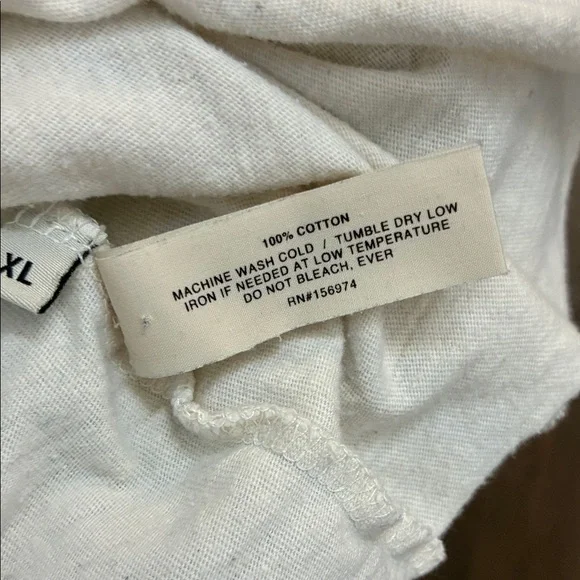 XL
100% COTTON
MACHINE WASH COLD / TUMBLE DRY LOW
IRON IF NEEDED AT LOW TEMPERATURE
DO NOT BLEACH, EVER
RN#156974